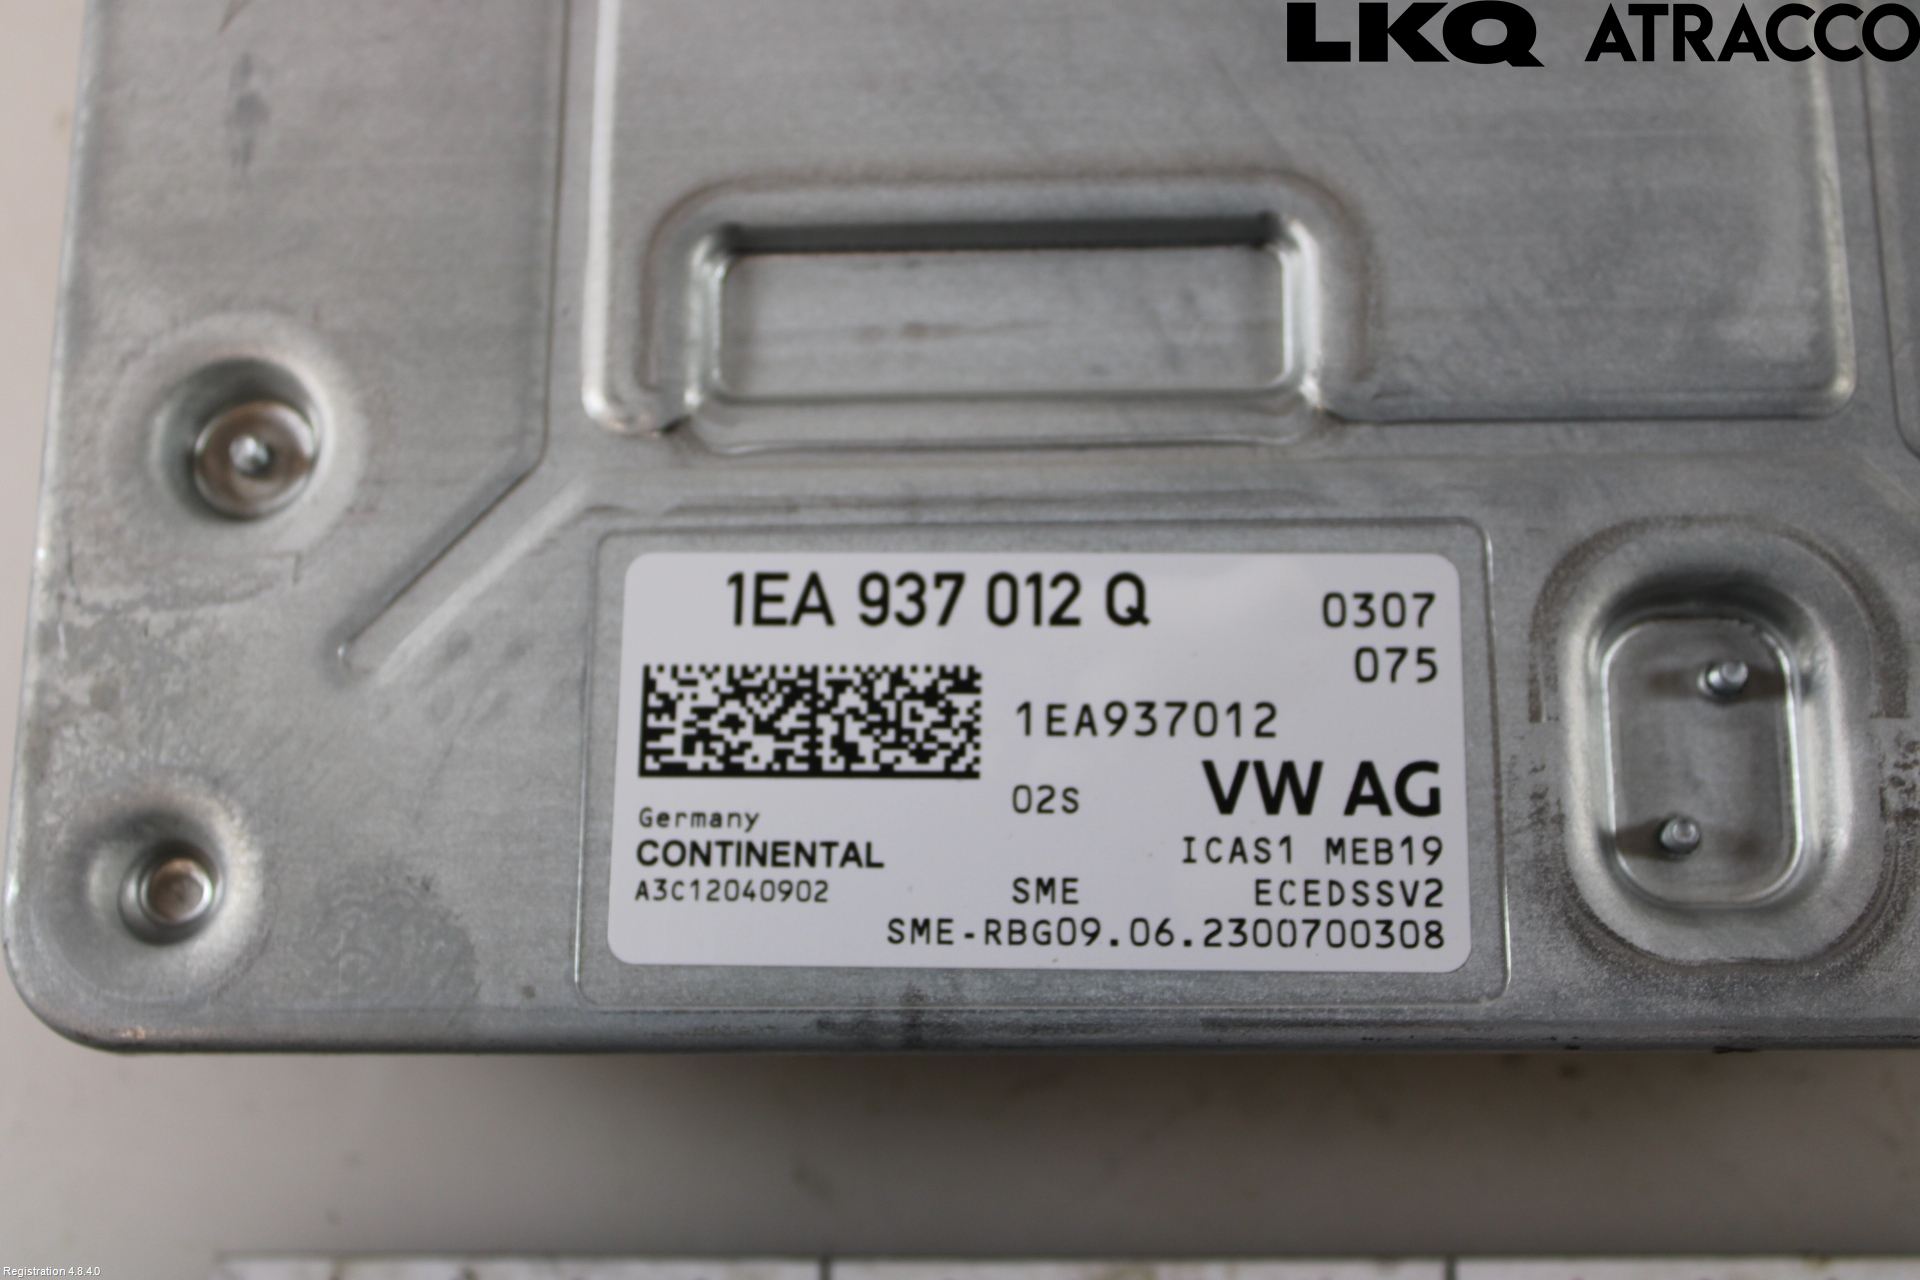 LKQ ATRACCO
1EA 937 012 Q
0307
075
1EA937012
02S
VW AG
Germany
CONTINENTAL
A3C12040902
ICAS1 MEB19
SME
ECEDSSV2
SME-RBG09.06.2300700308
Registration 4.8.4.0